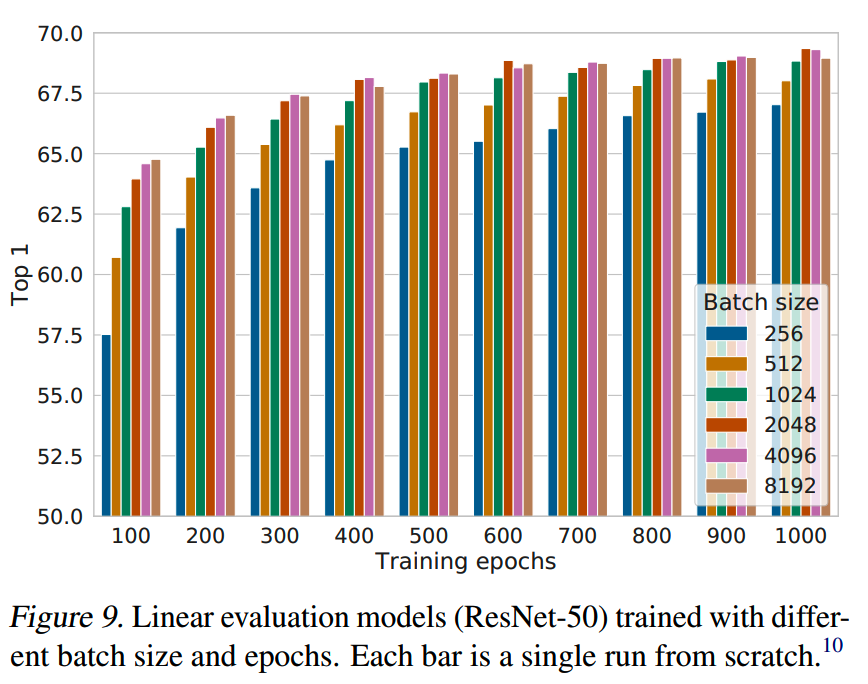 70.0
67.5
65.0
62.5
60.0
57.5
55.0
52.5
50.0
Top 1
100 200 300 400 500 600 700 800 900 1000
Training epochs
Batch size
256
512
1024
2048
4096
8192
Figure 9. Linear evaluation models (ResNet-50) trained with differ-
ent batch size and epochs. Each bar is a single run from scratch.10